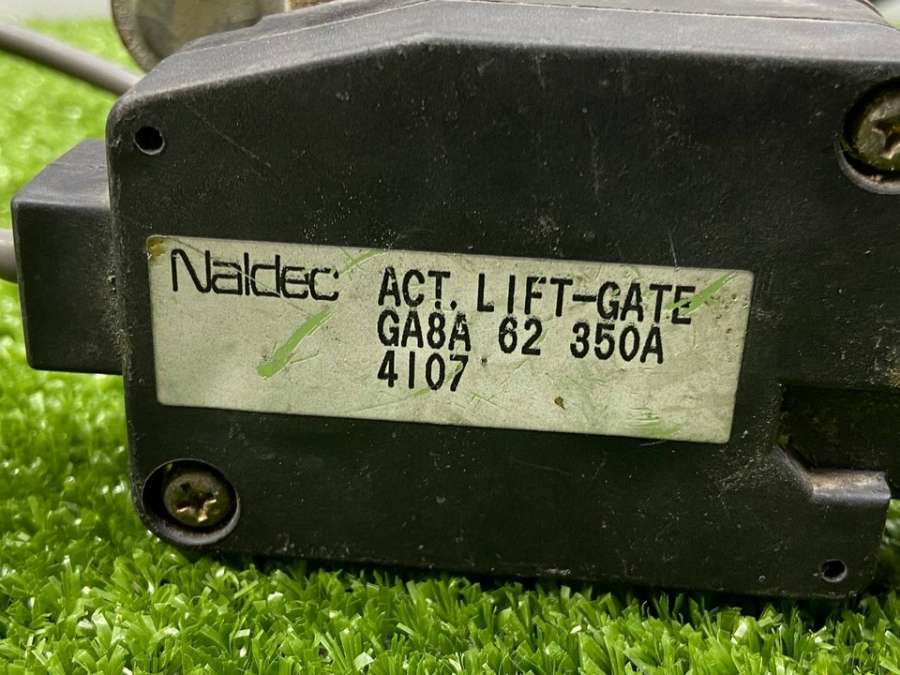 Naldec ACT. LIFT-GATE
GA8A 62 350A
4107